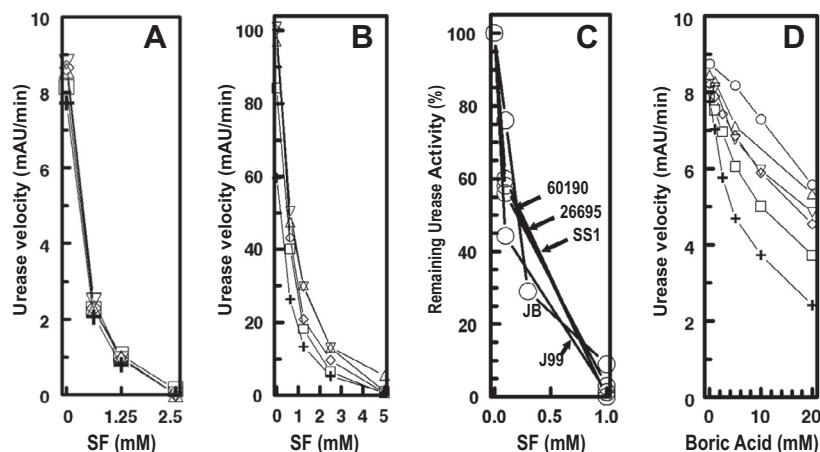 A
B
C
D
Urease velocity (mAU/min)
10
8
6
4
2
0
0
1.25
2.5
SF (mM)
Urease velocity (mAU/min)
100
80
60
40
20
0
0
1
2
3
4
5
SF (mM)
Remaining Urease Activity (%)
100
80
60
50
40
30
20
10
0
60190
26695
SS1
JB
J99
0.0
0.5
1.0
SF (mM)
Urease velocity (mAU/min)
10
8
6
4
2
0
0
10
20
Boric Acid (mM)